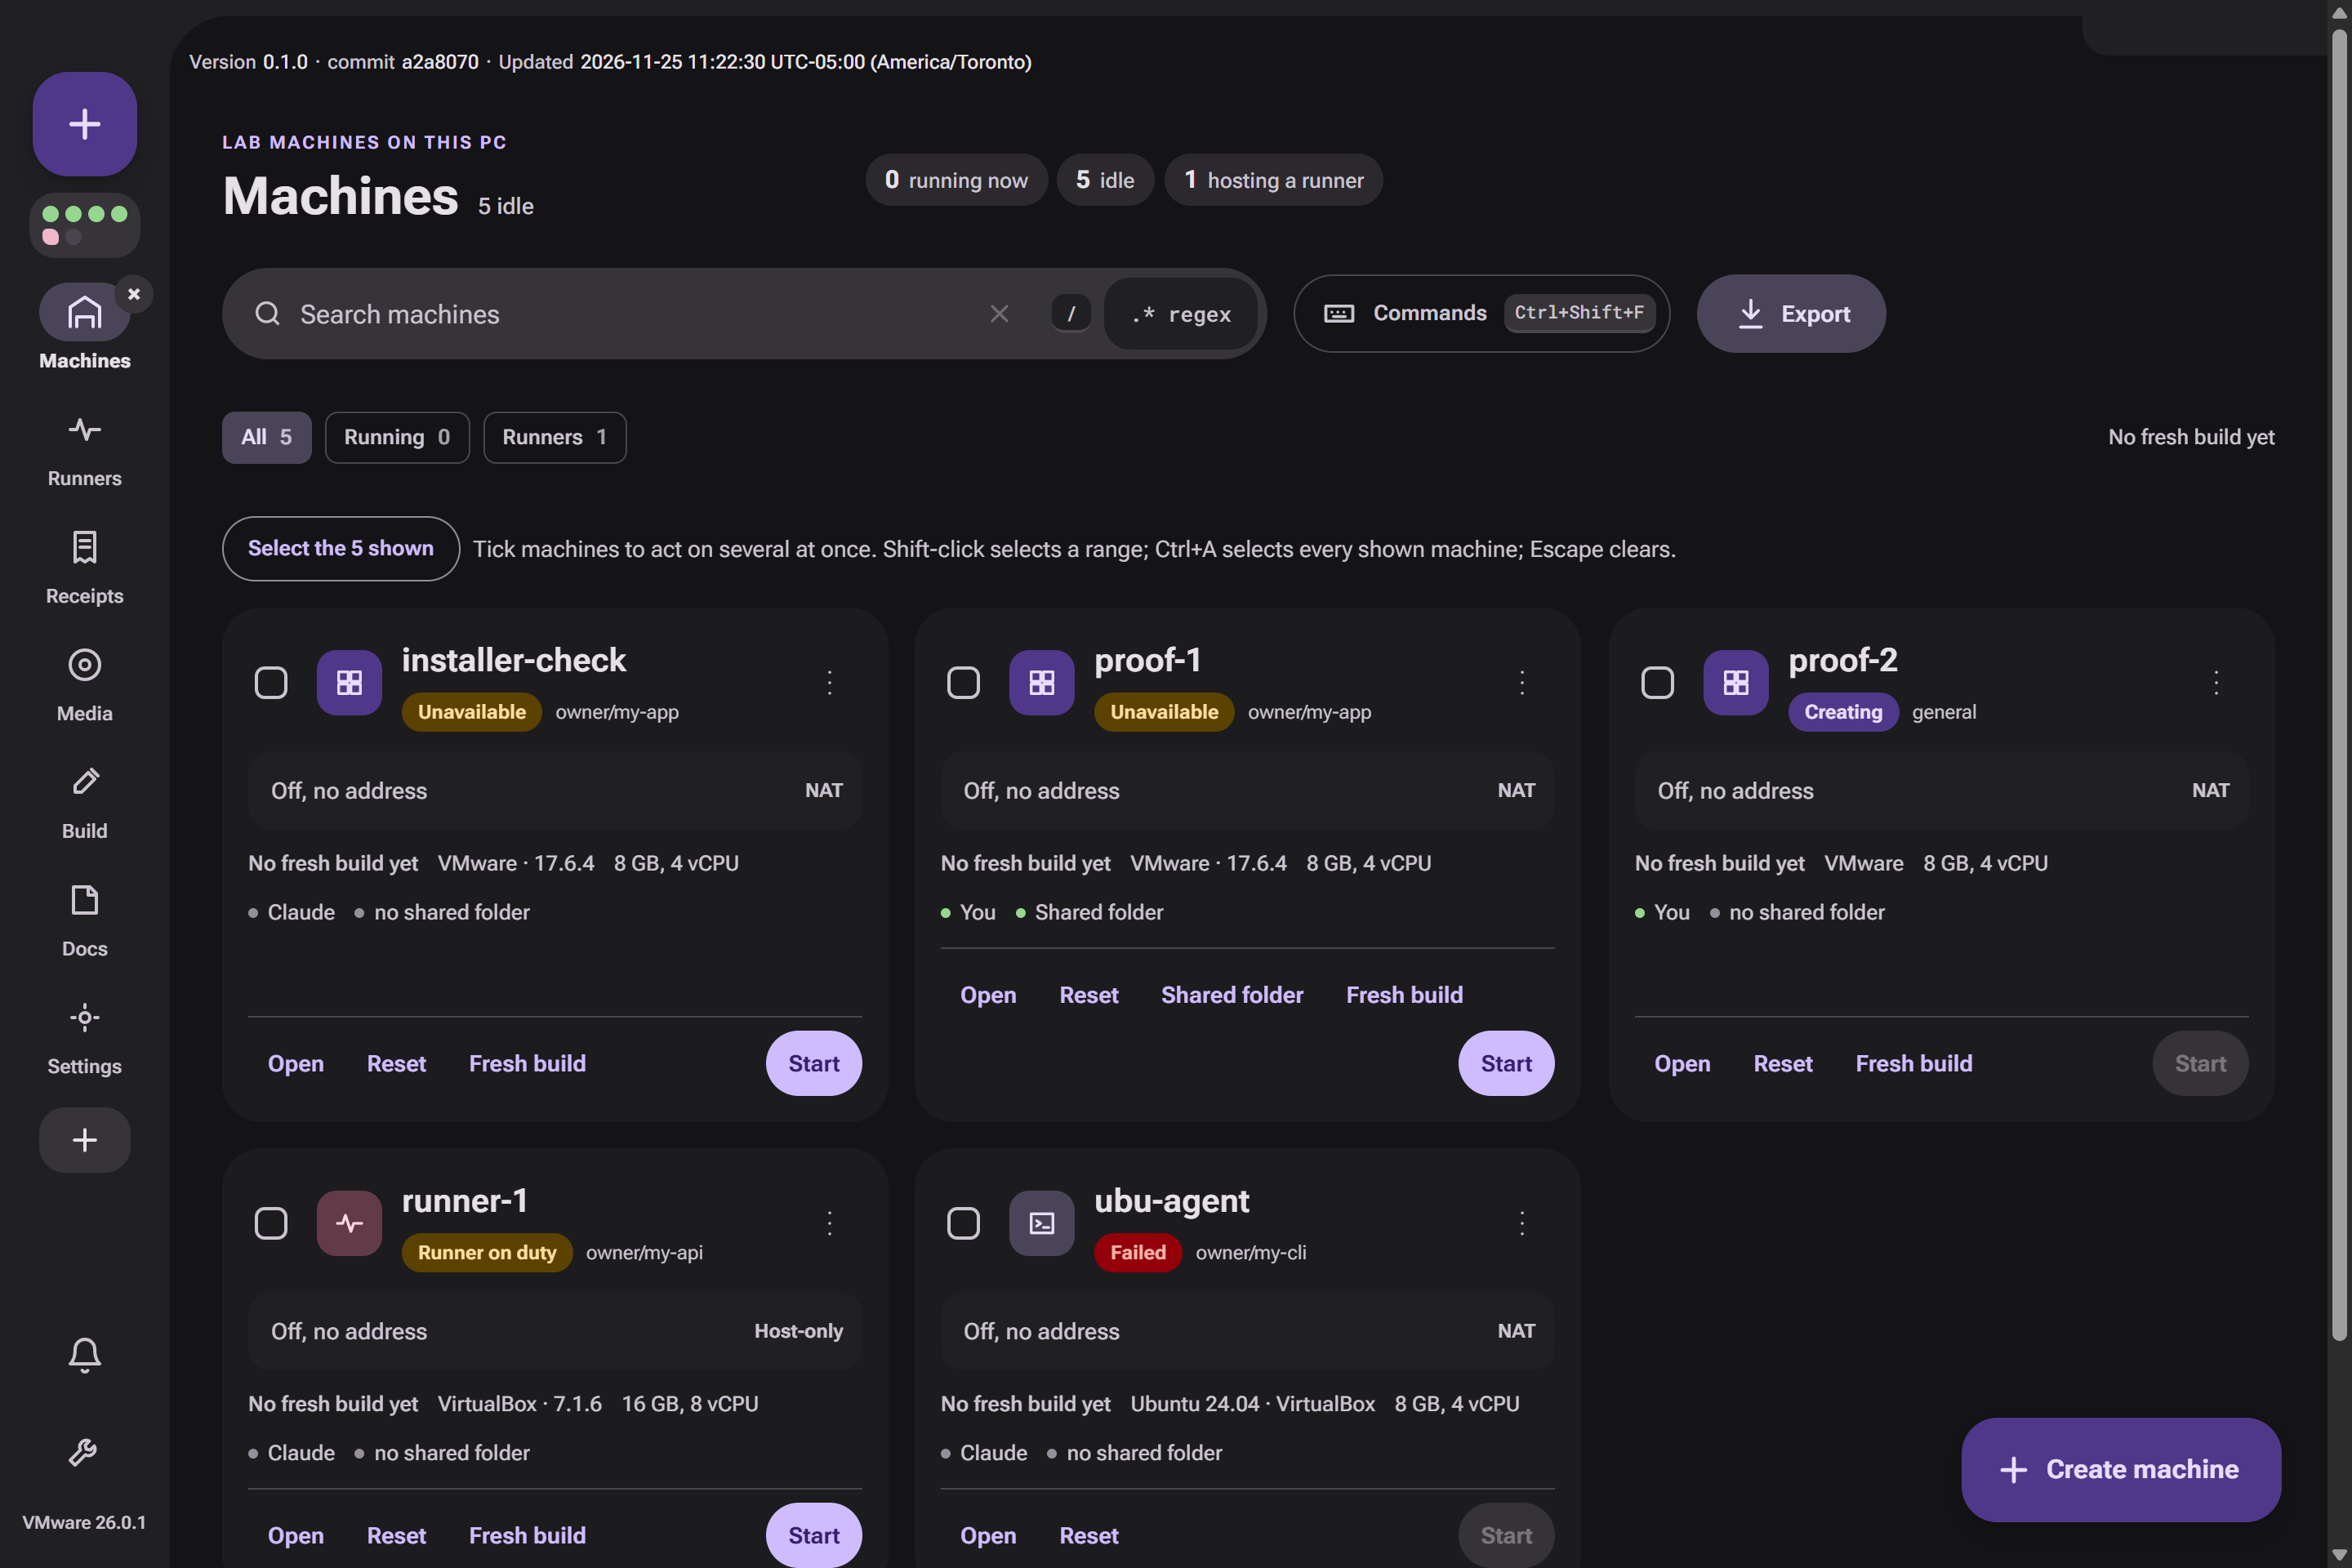 Version 0.1.0 · commit a2a8070 · Updated 2026-11-25 11:22:30 UTC-05:00 (America/Toronto)
LAB MACHINES ON THIS PC
Machines 5 idle
0 running now
5 idle
1 hosting a runner
Search machines
/
.* regex
Commands Ctrl+Shift+F
Export
All 5
Running 0
Runners 1
No fresh build yet
Select the 5 shown
Tick machines to act on several at once. Shift-click selects a range; Ctrl+A selects every shown machine; Escape clears.
Machines
Runners
Receipts
Media
Build
Docs
Settings
VMware 26.0.1
installer-check
Unavailable owner/my-app
Off, no address NAT
No fresh build yet VMware · 17.6.4 8 GB, 4 vCPU
Claude no shared folder
Open Reset Fresh build Start
proof-1
Unavailable owner/my-app
Off, no address NAT
No fresh build yet VMware · 17.6.4 8 GB, 4 vCPU
You Shared folder
Open Reset Shared folder Fresh build
Start
proof-2
Creating general
Off, no address NAT
No fresh build yet VMware 8 GB, 4 vCPU
You no shared folder
Open Reset Fresh build Start
runner-1
Runner on duty owner/my-api
Off, no address Host-only
No fresh build yet VirtualBox · 7.1.6 16 GB, 8 vCPU
Claude no shared folder
Open Reset Fresh build Start
ubu-agent
Failed owner/my-cli
Off, no address NAT
No fresh build yet Ubuntu 24.04 · VirtualBox 8 GB, 4 vCPU
Claude no shared folder
Open Reset Start
Create machine